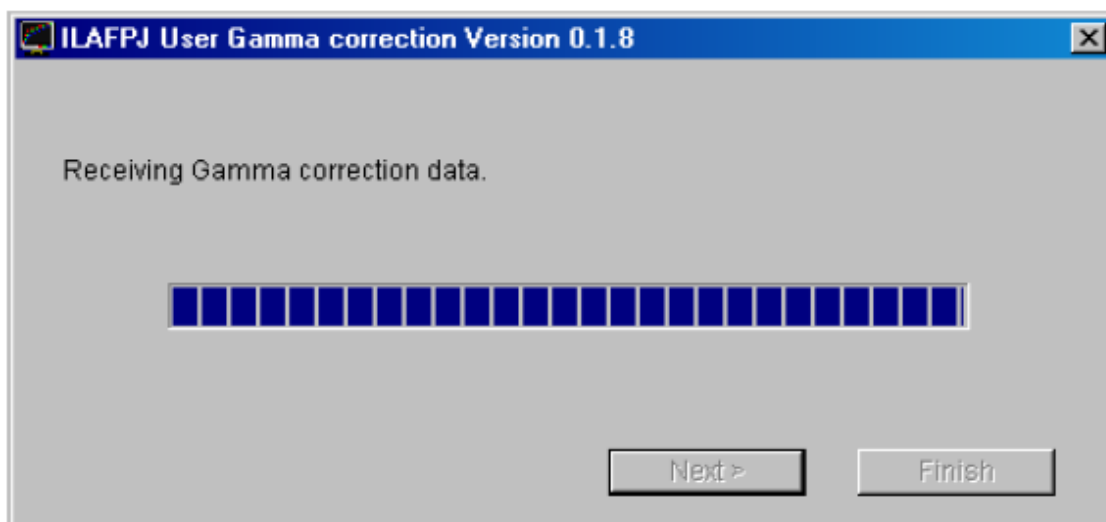 ILAFPJ User Gamma correction Version 0.1.8
Receiving Gamma correction data.
Next >
Finish